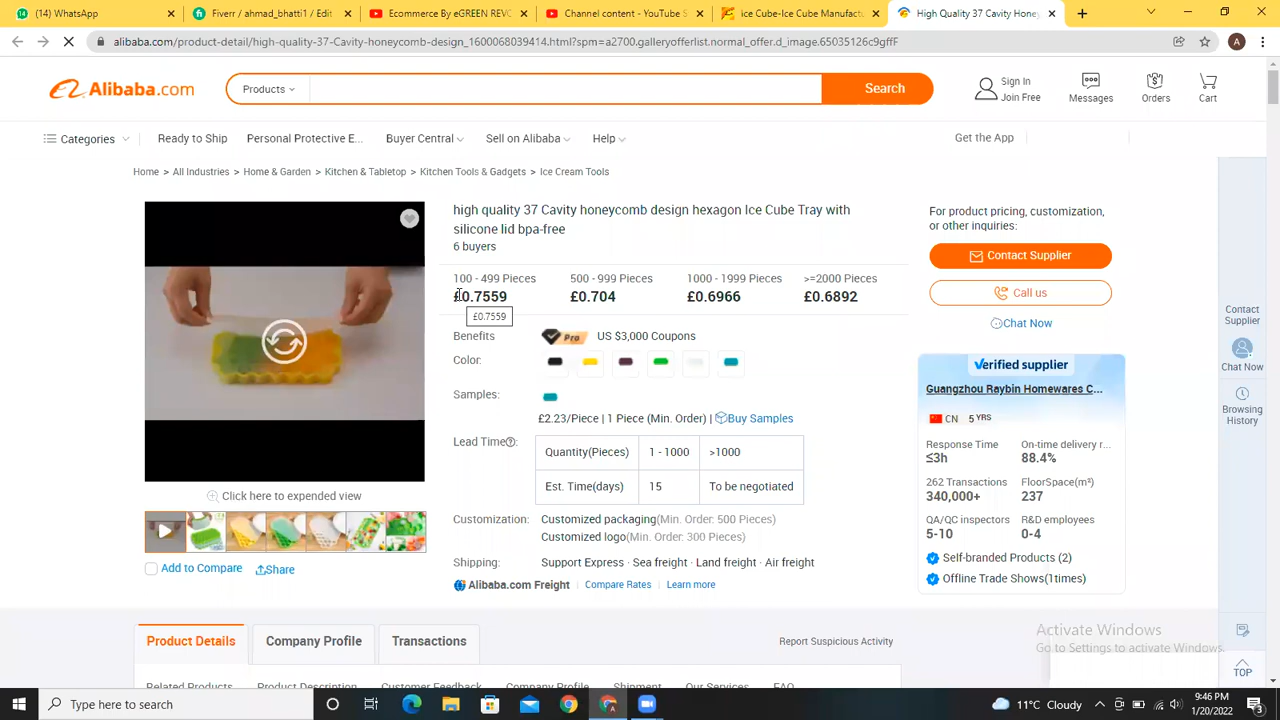 (14) WhatsApp
Fiverr / ahmad_bhatti1 / Edit
Ecommerce By eGREEN REVO
Channel content - YouTube S
Ice Cube-Ice Cube Manufactu
High Quality 37 Cavity Honey
alibaba.com/product-detail/high-quality-37-Cavity-honeycomb-design_1600068039414.html?spm=a2700.galleryofferlist.normal_offer.d_image.65035126c9gffF
A
Alibaba.com
Products
Search
Sign In
Join Free
Messages
Orders
Cart
Categories
Ready to Ship
Personal Protective E...
Buyer Central
Sell on Alibaba
Help
Get the App
Home > All Industries > Home & Garden > Kitchen & Tabletop > Kitchen Tools & Gadgets > Ice Cream Tools
high quality 37 Cavity honeycomb design hexagon Ice Cube Tray with
silicone lid bpa-free
6 buyers
100 - 499 Pieces
£0.7559
500 - 999 Pieces
£0.704
1000 - 1999 Pieces
£0.6966
>=2000 Pieces
£0.6892
£0.7559
Benefits
Pro
US $3,000 Coupons
Color:
Samples:
£2.23/Piece | 1 Piece (Min. Order) | Buy Samples
Lead Time
Quantity(Pieces)
1 - 1000
>1000
Est. Time(days)
15
To be negotiated
Customization:
Customized packaging(Min. Order: 500 Pieces)
Customized logo(Min. Order: 300 Pieces)
Shipping:
Support Express · Sea freight · Land freight · Air freight
Alibaba.com Freight
Compare Rates
Learn more
Click here to expended view
Add to Compare
Share
For product pricing, customization,
or other inquiries:
Contact Supplier
Call us
Chat Now
Verified supplier
Guangzhou Raybin Homewares C...
CN 5 YRS
Response Time
≤3h
On-time delivery r...
88.4%
262 Transactions
340,000+
FloorSpace(m²)
237
QA/QC inspectors
5-10
R&D employees
0-4
Self-branded Products (2)
Offline Trade Shows(1times)
Contact
Supplier
Chat Now
Browsing
History
TOP
Product Details
Company Profile
Transactions
Report Suspicious Activity
Related Products
Product Description
Customer Feedback
Company Profile
Shipment
Our Services
FAQ
Activate Windows
Go to Settings to activate Windows.
Type here to search
11°C Cloudy
9:46 PM
1/20/2022
3